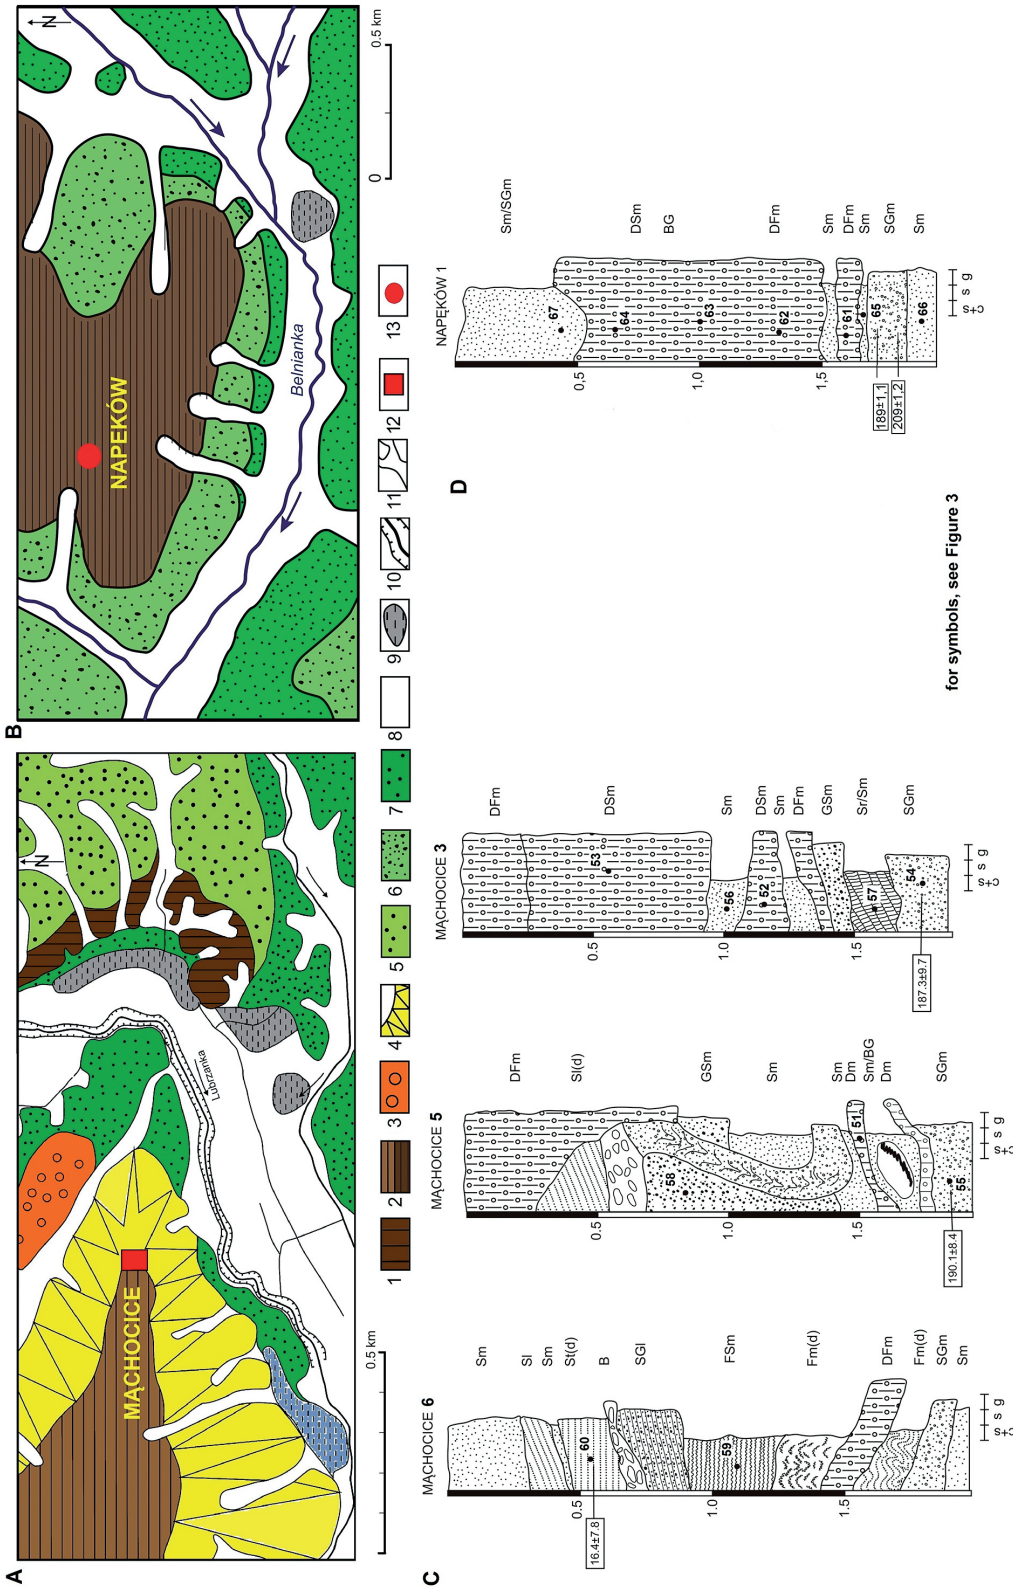 A
N
MĄCHOCICE
Lubrzanka
0.5 km
B
N
NAPĘKÓW
Belnianka
0
0.5 km
1
2
3
4
5
6
7
8
9
10
11
12
13
C
MĄCHOCICE 6
0.5
1.0
1.5
16.4±7.8
60
59
Sm
Sl
Sm
St(d)
B
SGl
FSm
Fm(d)
DFm
Fm(d)
SGm
Sm
c+s
s
g
MĄCHOCICE 5
0.5
1.0
1.5
190.1±8.4
58
51
55
DFm
Sl(d)
GSm
Sm
Sm
Dm
Sm/BG
Dm
SGm
c+s
s
g
MĄCHOCICE 3
0.5
1.0
1.5
187.3±9.7
53
56
52
57
54
DFm
DSm
Sm
DSm
Sm
DFm
GSm
Sr/Sm
SGm
c+s
s
g
D
NAPĘKÓW 1
0,5
1,0
1,5
189±1,1
209±1,2
67
64
63
62
61
65
66
Sm/SGm
DSm
BG
DFm
Sm
DFm
Sm
SGm
Sm
c+s
s
g
for symbols, see Figure 3